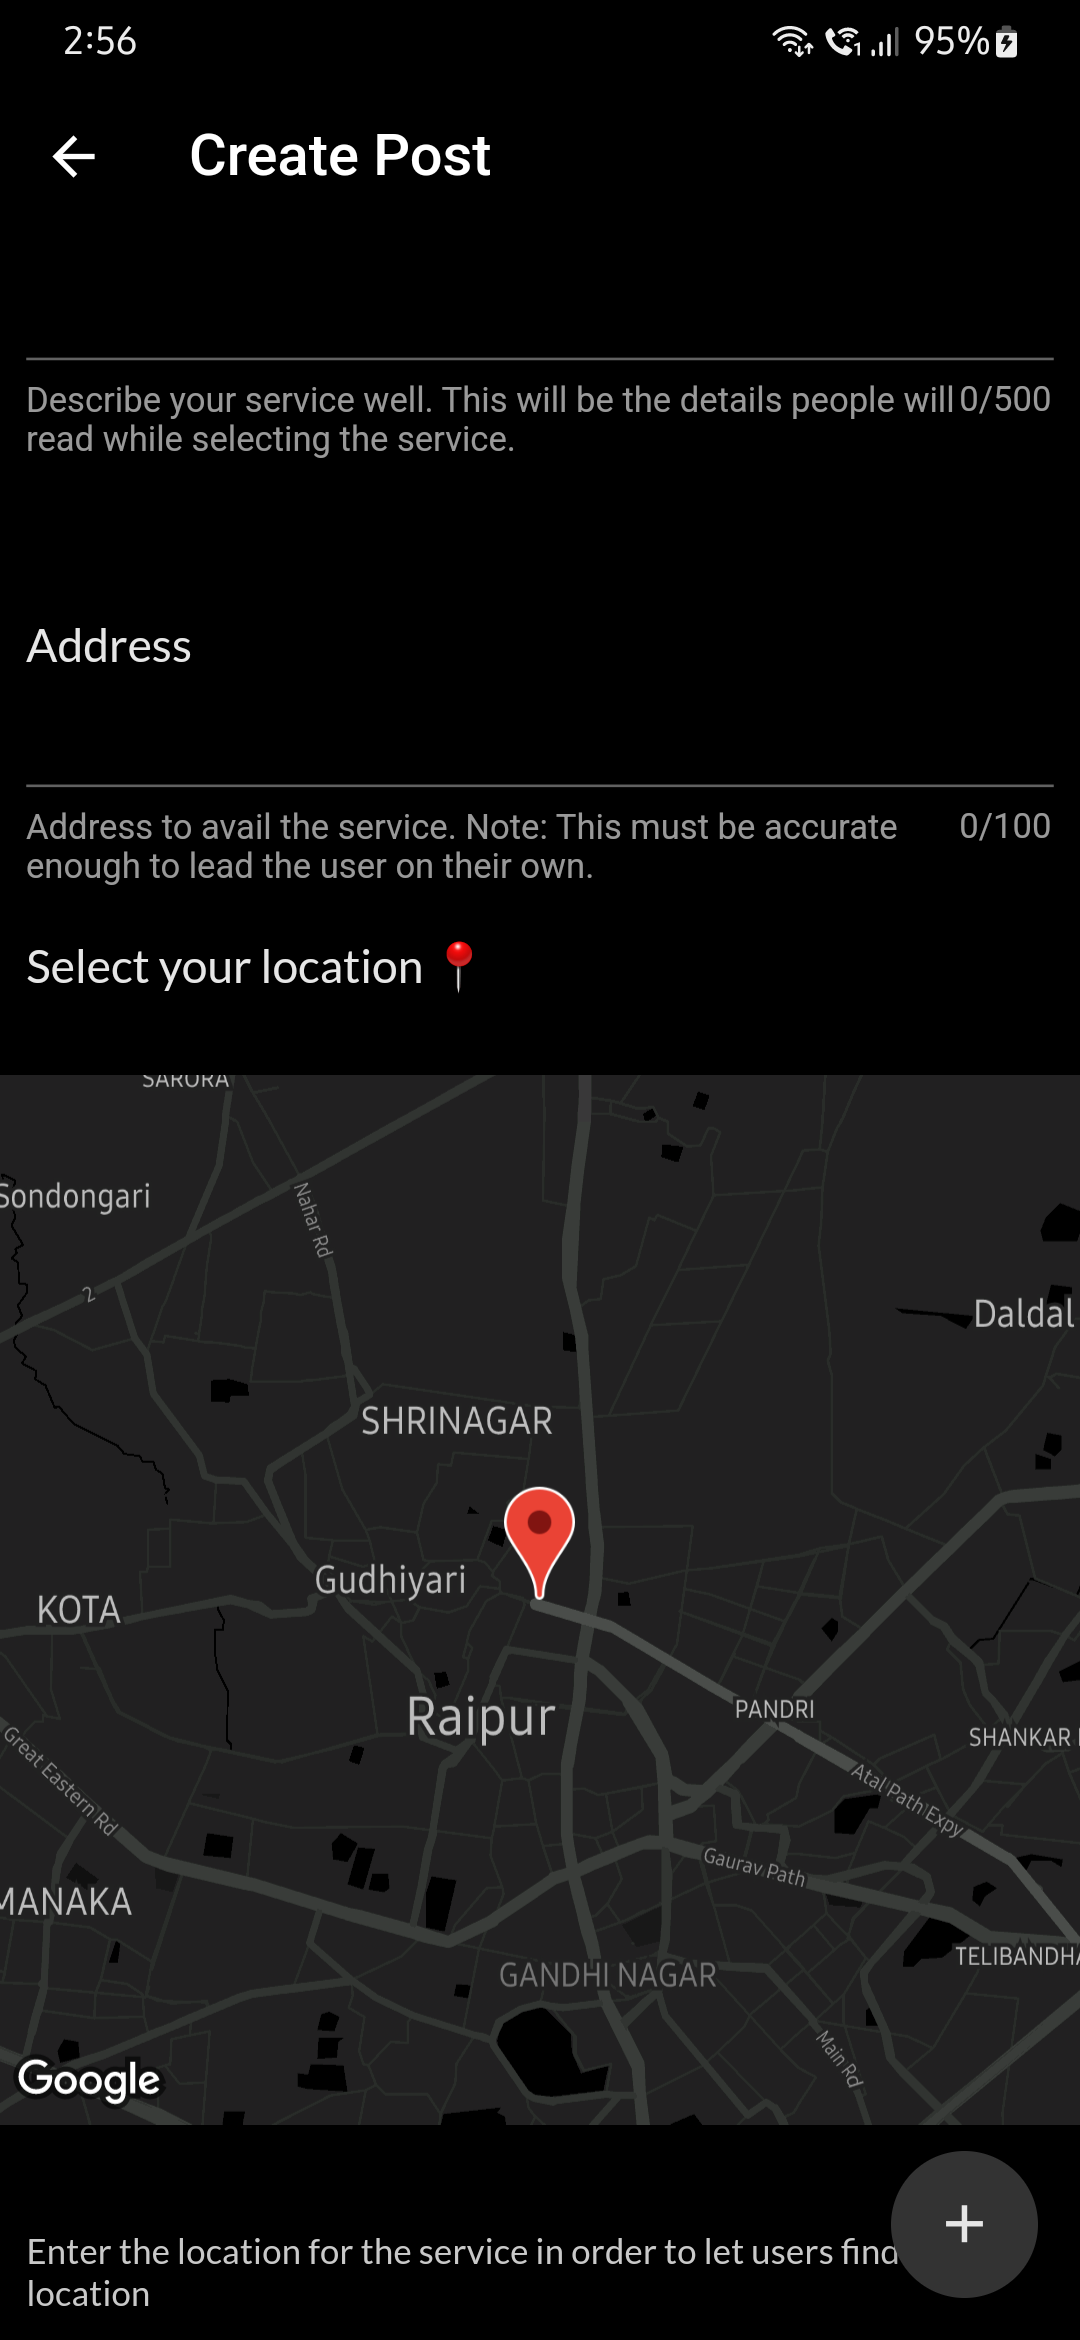 2:56
1
95%
Create Post
Describe your service well. This will be the details people will 0/500
read while selecting the service.
Address
Address to avail the service. Note: This must be accurate 0/100
enough to lead the user on their own.
Select your location
SARORA
Sondongari
Nahar Rd
2
Daldal
SHRINAGAR
Gudhiyari
KOTA
Raipur
PANDRI
SHANKAR
Great Eastern Rd
Atal Path Expy
Gaurav Path
MANAKA
TELIBANDHA
GANDHI NAGAR
Main Rd
Google
+
Enter the location for the service in order to let users find
location